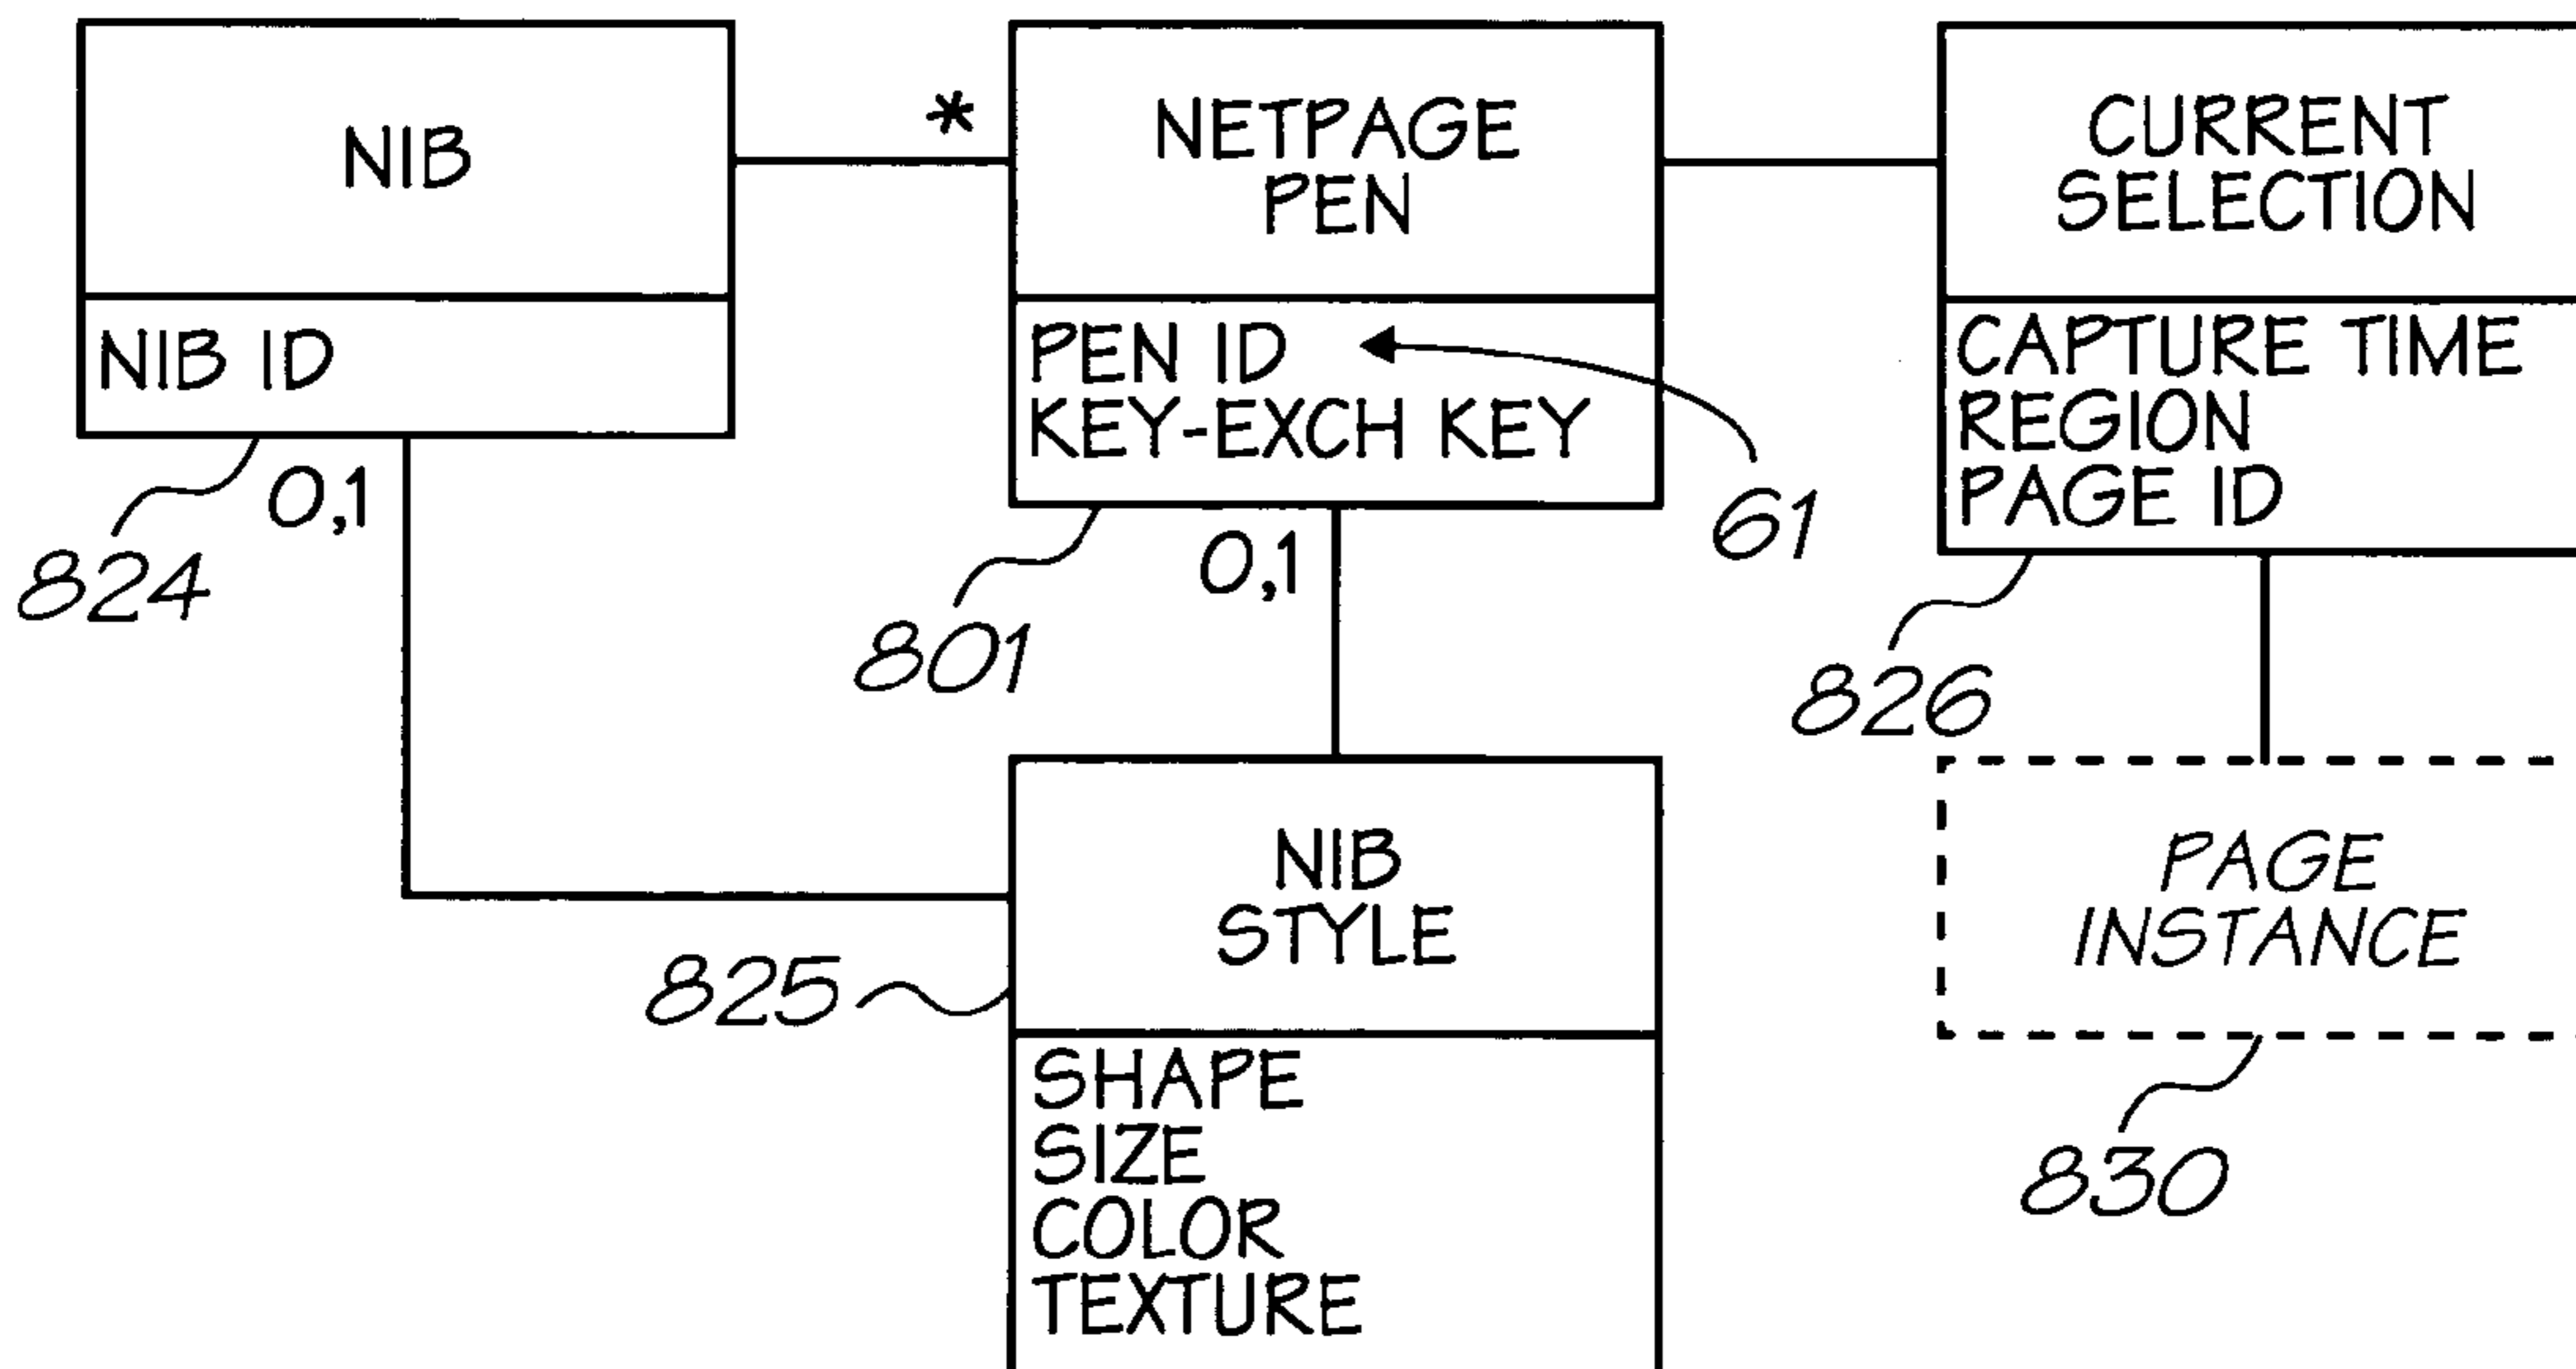 NIB
NIB ID
824
0,1
*
NETPAGE
PEN
PEN ID
KEY-EXCH KEY
61
801
0,1
CURRENT
SELECTION
CAPTURE TIME
REGION
PAGE ID
826
NIB
STYLE
825
SHAPE
SIZE
COLOR
TEXTURE
PAGE
INSTANCE
830